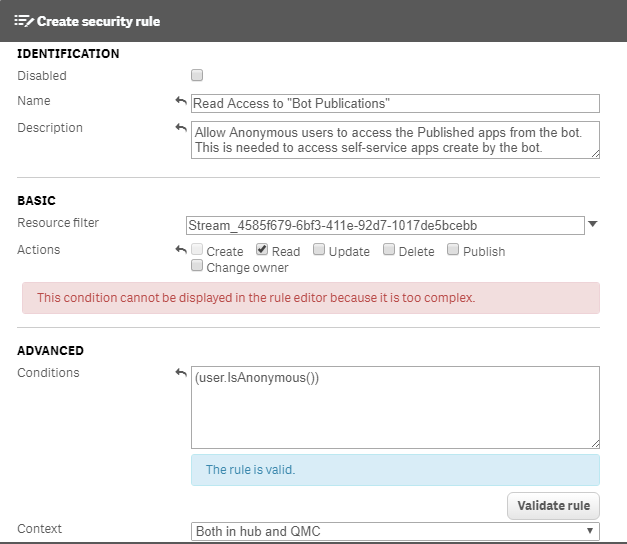 Create security rule
IDENTIFICATION
Disabled
Name
Read Access to "Bot Publications"
Description
Allow Anonymous users to access the Published apps from the bot.
This is needed to access self-service apps create by the bot.
BASIC
Resource filter
Stream_4585f679-6bf3-411e-92d7-1017de5bcebb
Actions
Create Read Update Delete Publish
Change owner
This condition cannot be displayed in the rule editor because it is too complex.
ADVANCED
Conditions
(user.IsAnonymous())
The rule is valid.
Validate rule
Context
Both in hub and QMC